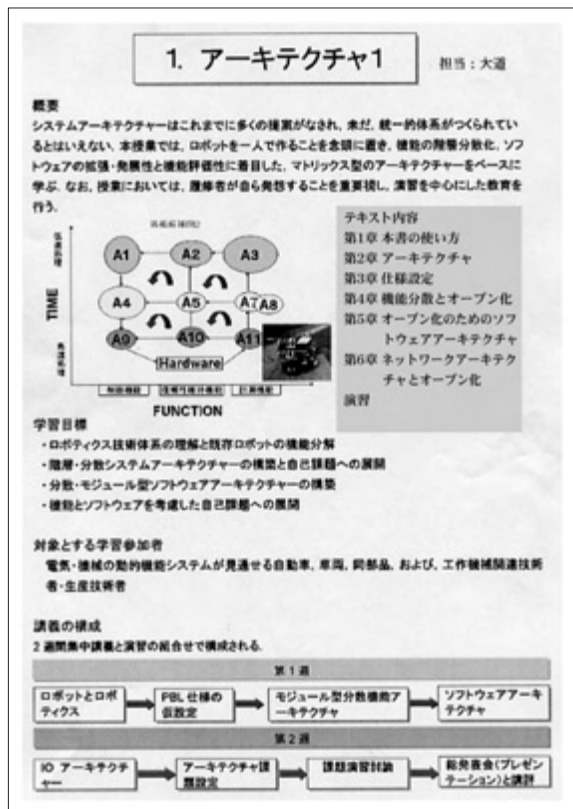 1. アーキテクチャ1
担当：大道
概要
システムアーキテクチャーはこれまでに多くの提案がなされ、未だ、統一的体系がつくられてい
るとはいえない。本授業では、ロボットを一人で作ることを念頭に置き、機能の階層分散化、ソフ
トウェアの拡張・発展性と機能評価性に着目した、マトリックス型のアーキテクチャーをベースに
学ぶ。なお、授業においては、履修者が自ら発想することを重要視し、演習を中心にした教育を
行う.
TIME
A1
A2
A3
A4
A5
A7
A8
A9
A10
A11
Hardware
FUNCTION
テキスト内容
第1章 本書の使い方
第2章 アーキテクチャ
第3章 仕様設定
第4章 機能分散とオープン化
第5章 オープン化のためのソフ
トウェアアーキテクチャ
第6章 ネットワークアーキテク
チャとオープン化
演習
学習目標
・ロボティクス技術体系の理解と既存ロボットの機能分解
・階層・分散システムアーキテクチャーの構築と自己課題への展開
・分散・モジュール型ソフトウェアアーキテクチャーの構築
・機能とソフトウェアを考慮した自己課題への展開
対象とする学習参加者
電気・機械の動的機能システムが見通せる自動車、車両、同部品、および、工作機械関連技術
者・生産技術者
講義の構成
2 週間集中講義と演習の組合せで構成される.
第1週
ロボットとロボ
ティクス
PBL 仕様の
仮設定
モジュール型分散機能ア
ーキテクチャ
ソフトウェアアーキ
テクチャ
第2週
IO アーキテクチ
ャー
アーキテクチャ課
題設定
課題演習討論
総発表会(プレゼン
テーション)と講評